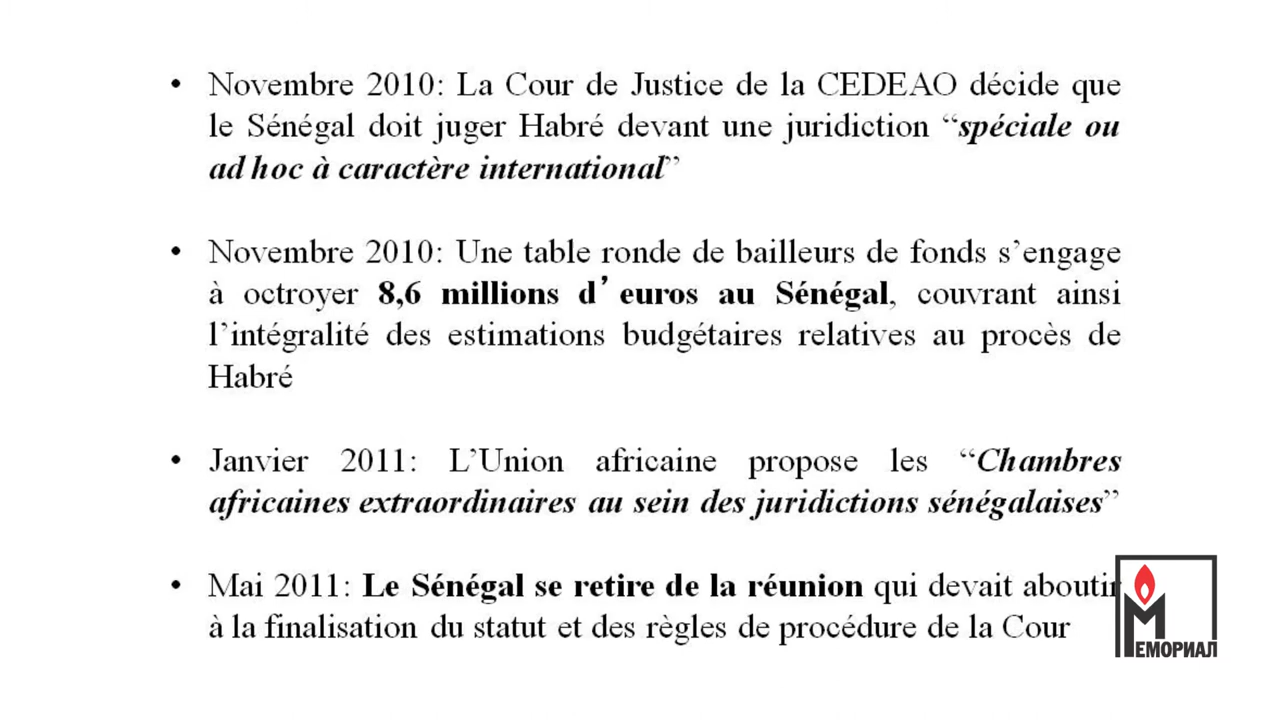 • Novembre 2010: La Cour de Justice de la CEDEAO décide que
le Sénégal doit juger Habré devant une juridiction “spéciale ou
ad hoc à caractère international”
• Novembre 2010: Une table ronde de bailleurs de fonds s’engage
à octroyer 8,6 millions d’euros au Sénégal, couvrant ainsi
l’intégralité des estimations budgétaires relatives au procès de
Habré
• Janvier 2011: L’Union africaine propose les “Chambres
africaines extraordinaires au sein des juridictions sénégalaises”
• Mai 2011: Le Sénégal se retire de la réunion qui devait aboutir
à la finalisation du statut et des règles de procédure de la Cour
МЕМОРИАЛ